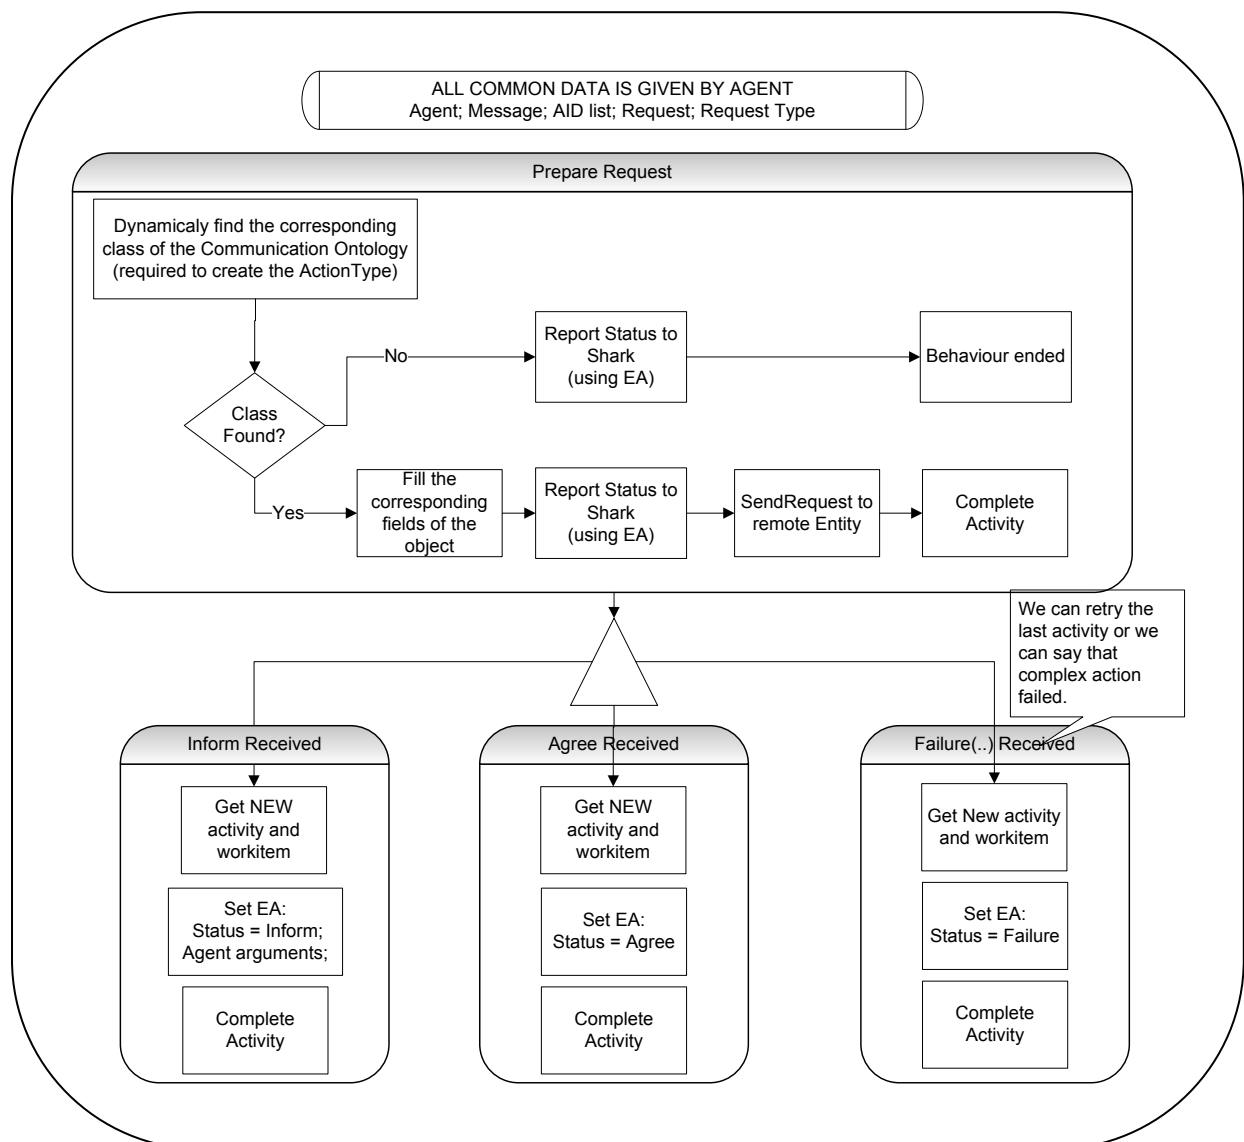 ALL COMMON DATA IS GIVEN BY AGENT
Agent; Message; AID list; Request; Request Type
Prepare Request
Dynamicaly find the corresponding
class of the Communication Ontology
(required to create the ActionType)
No
Report Status to
Shark
(using EA)
Behaviour ended
Class
Found?
Yes
Fill the
corresponding
fields of the
object
Report Status to
Shark
(using EA)
SendRequest to
remote Entity
Complete
Activity
We can retry the
last activity or we
can say that
complex action
failed.
Inform Received
Get NEW
activity and
workitem
Set EA:
Status = Inform;
Agent arguments;
Complete
Activity
Agree Received
Get NEW
activity and
workitem
Set EA:
Status = Agree
Complete
Activity
Failure(..) Received
Get New activity
and workitem
Set EA:
Status = Failure
Complete
Activity